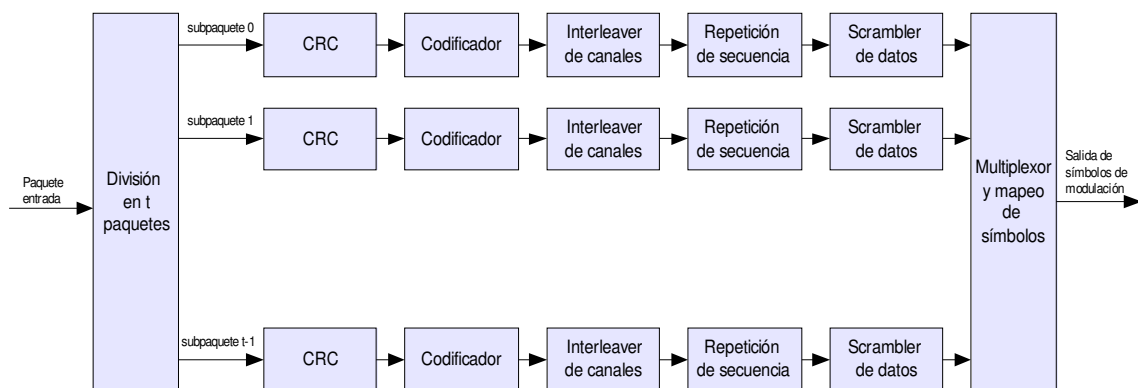 subpaquete 0
CRC
Codificador
Interleaver
de canales
Repetición
de secuencia
Scrambler
de datos
subpaquete 1
CRC
Codificador
Interleaver
de canales
Repetición
de secuencia
Scrambler
de datos
Paquete
entrada
División
en t
paquetes
Multiplexor
y mapeo
de
símbolos
Salida de
símbolos de
modulación
subpaquete t-1
CRC
Codificador
Interleaver
de canales
Repetición
de secuencia
Scrambler
de datos